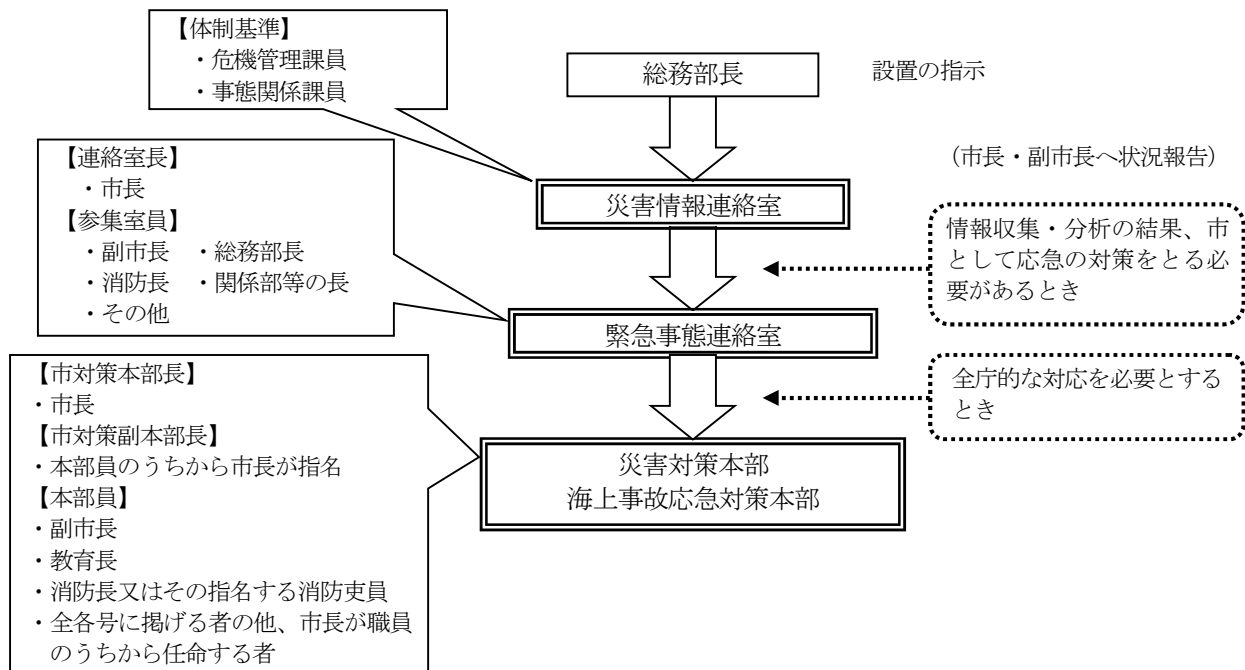 【体制基準】
・危機管理課員
・事態関係課員
総務部長
設置の指示
【連絡室長】
・市長
【参集室員】
・副市長　・総務部長
・消防長　・関係部等の長
・その他
（市長・副市長へ状況報告）
災害情報連絡室
情報収集・分析の結果、市
として応急の対策をとる必
要があるとき
緊急事態連絡室
【市対策本部長】
・市長
【市対策副本部長】
・本部員のうちから市長が指名
【本部員】
・副市長
・教育長
・消防長又はその指名する消防吏員
・全各号に掲げる者の他、市長が職員
のうちから任命する者
全庁的な対応を必要とする
とき
災害対策本部
海上事故応急対策本部